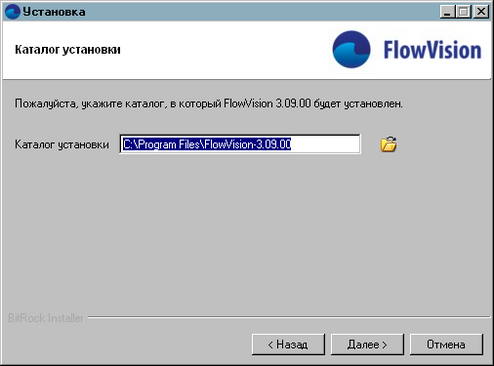 Установка
Каталог установки
FlowVision
Пожалуйста, укажите каталог, в который FlowVision 3.09.00 будет установлен.
Каталог установки C:\Program Files\FlowVision-3.09.00
BitRock Installer
< Назад Далее > Отмена